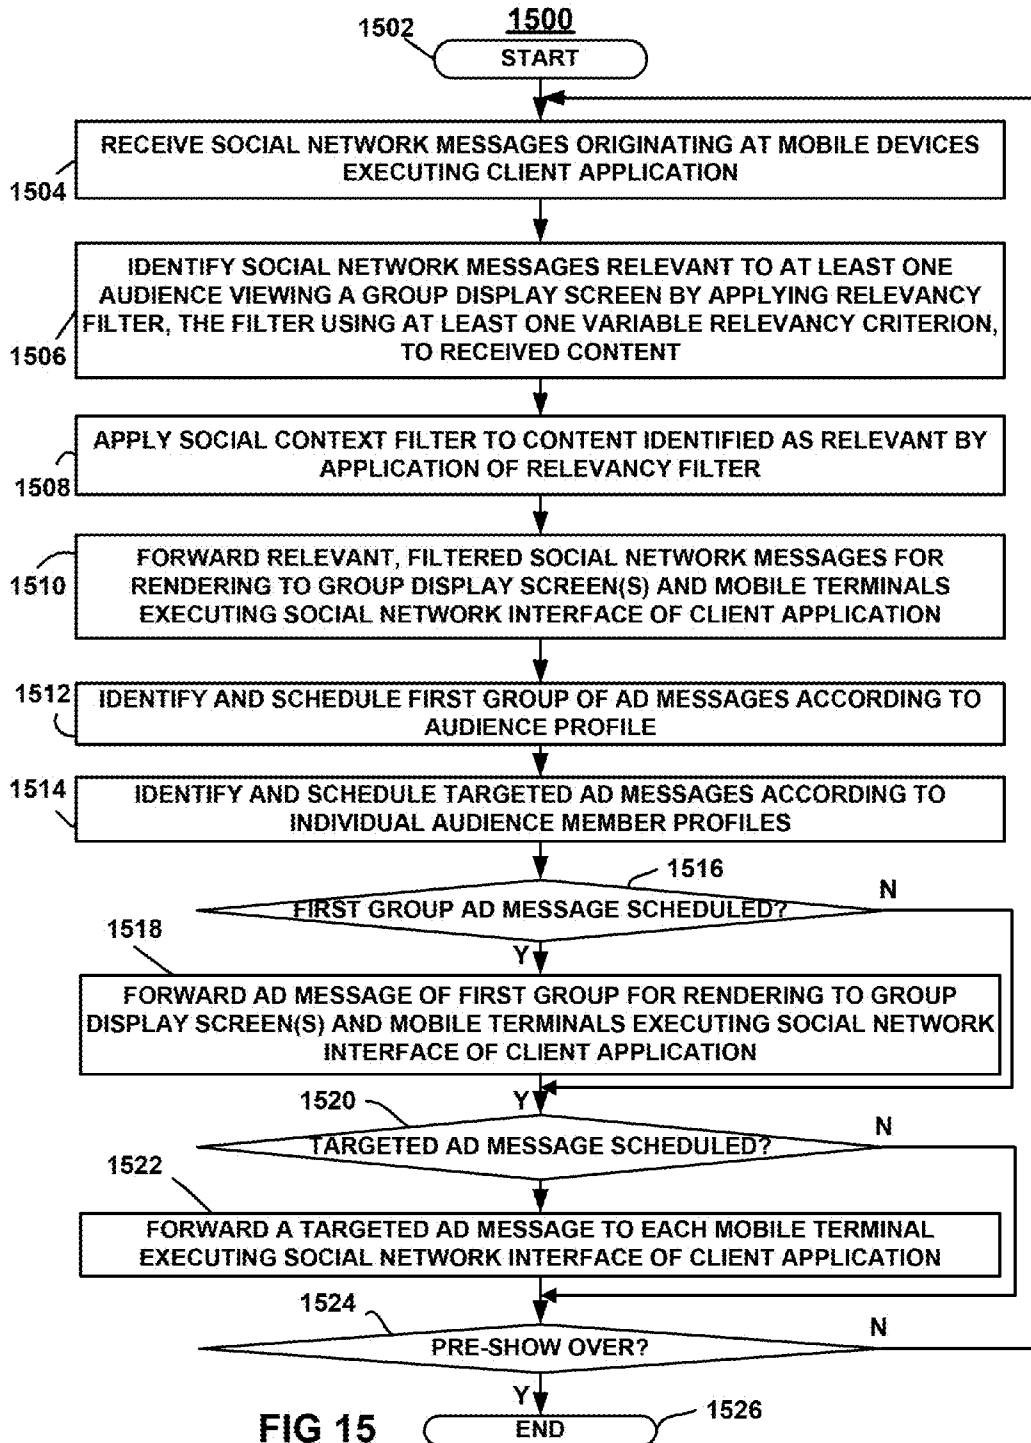 1500
1502
START
RECEIVE SOCIAL NETWORK MESSAGES ORIGINATING AT MOBILE DEVICES
EXECUTING CLIENT APPLICATION
1504
IDENTIFY SOCIAL NETWORK MESSAGES RELEVANT TO AT LEAST ONE
AUDIENCE VIEWING A GROUP DISPLAY SCREEN BY APPLYING RELEVANCY
FILTER, THE FILTER USING AT LEAST ONE VARIABLE RELEVANCY CRITERION,
TO RECEIVED CONTENT
1506
APPLY SOCIAL CONTEXT FILTER TO CONTENT IDENTIFIED AS RELEVANT BY
APPLICATION OF RELEVANCY FILTER
1508
FORWARD RELEVANT, FILTERED SOCIAL NETWORK MESSAGES FOR
RENDERING TO GROUP DISPLAY SCREEN(S) AND MOBILE TERMINALS
EXECUTING SOCIAL NETWORK INTERFACE OF CLIENT APPLICATION
1510
1512
IDENTIFY AND SCHEDULE FIRST GROUP OF AD MESSAGES ACCORDING TO
AUDIENCE PROFILE
1514
IDENTIFY AND SCHEDULE TARGETED AD MESSAGES ACCORDING TO
INDIVIDUAL AUDIENCE MEMBER PROFILES
1516
N
FIRST GROUP AD MESSAGE SCHEDULED?
1518
Y
FORWARD AD MESSAGE OF FIRST GROUP FOR RENDERING TO GROUP
DISPLAY SCREEN(S) AND MOBILE TERMINALS EXECUTING SOCIAL NETWORK
INTERFACE OF CLIENT APPLICATION
1520
Y
N
TARGETED AD MESSAGE SCHEDULED?
1522
FORWARD A TARGETED AD MESSAGE TO EACH MOBILE TERMINAL
EXECUTING SOCIAL NETWORK INTERFACE OF CLIENT APPLICATION
1524
N
PRE-SHOW OVER?
Y
1526
END
FIG 15